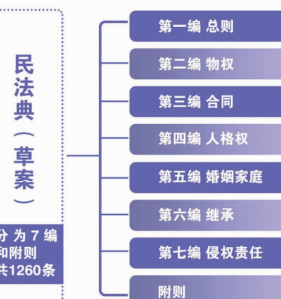 民法典（草案）
分为7编
和附则
共1260条
第一编 总则
第二编 物权
第三编 合同
第四编 人格权
第五编 婚姻家庭
第六编 继承
第七编 侵权责任
附则